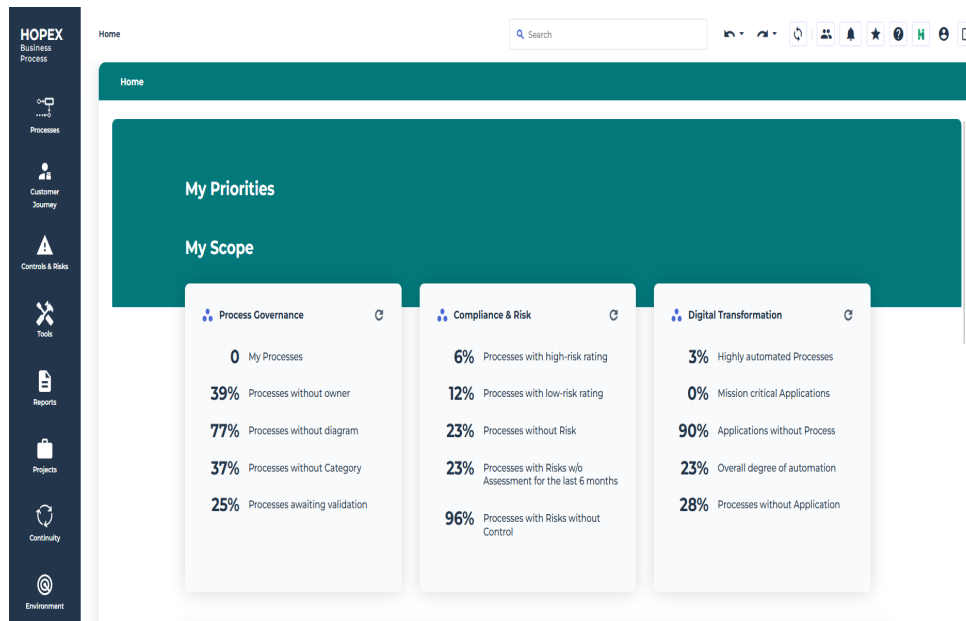 HOPEX
Business
Process
Processes
Customer
Journey
Controls & Risks
Tools
Reports
Projects
Continuity
Environment
Home
Search
Home
My Priorities
My Scope
Process Governance
0 My Processes
39% Processes without owner
77% Processes without diagram
37% Processes without Category
25% Processes awaiting validation
Compliance & Risk
6% Processes with high-risk rating
12% Processes with low-risk rating
23% Processes without Risk
23% Processes with Risks w/o
Assessment for the last 6 months
96% Processes with Risks without
Control
Digital Transformation
3% Highly automated Processes
0% Mission critical Applications
90% Applications without Process
23% Overall degree of automation
28% Processes without Application